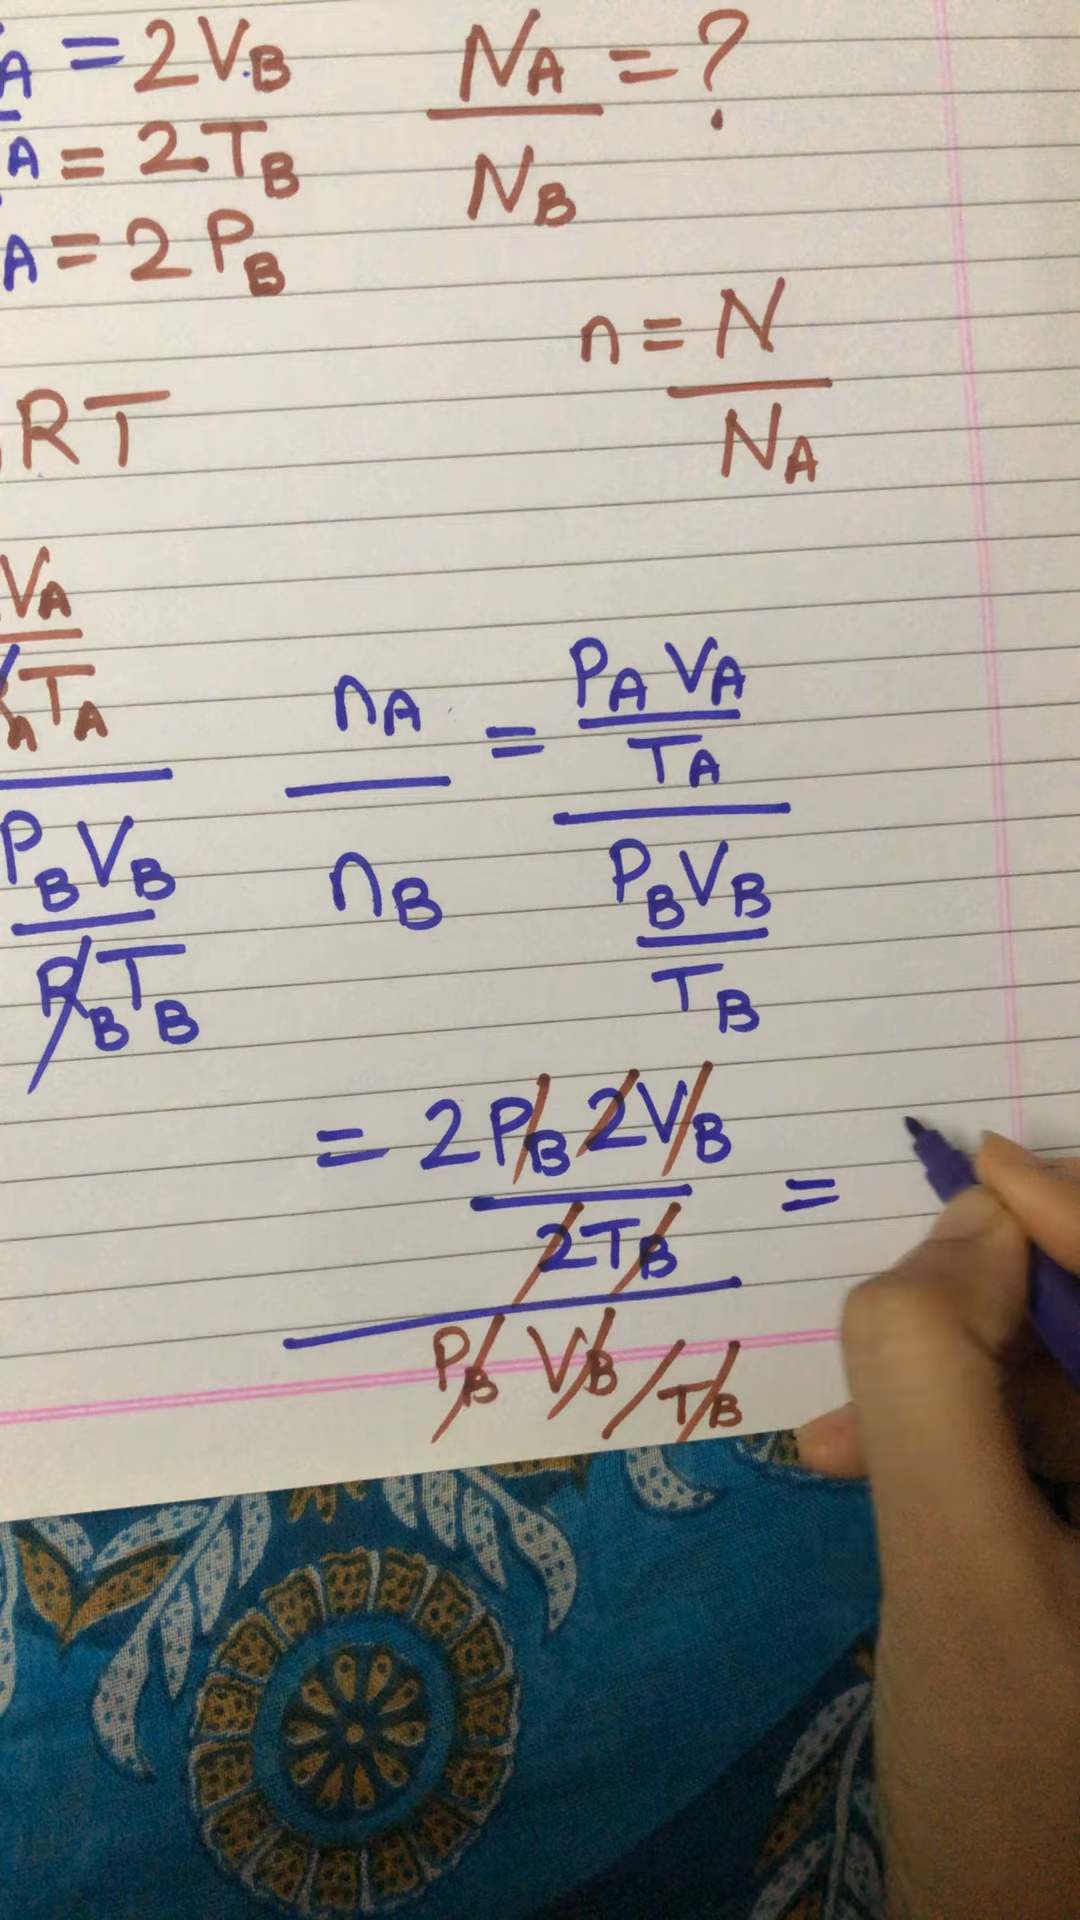 A = 2VB
NA/NB = ?
A = 2TB
A = 2PB
n = N/NA
RT
VA
TA
PBVB
RBTB
nA/nB = PAVA/TA / PBVB/TB
= 2PB 2VB / 2TB =
PB VB / TB